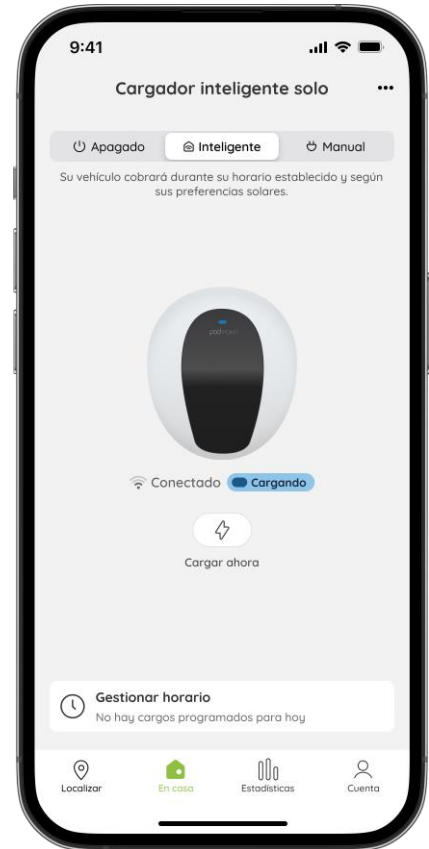 9:41
Cargador inteligente solo
Apagado Inteligente Manual
Su vehículo cobrará durante su horario establecido y según
sus preferencias solares.
Conectado Cargando
Cargar ahora
Gestionar horario
No hay cargos programados para hoy
Localizar En casa Estadísticas Cuenta